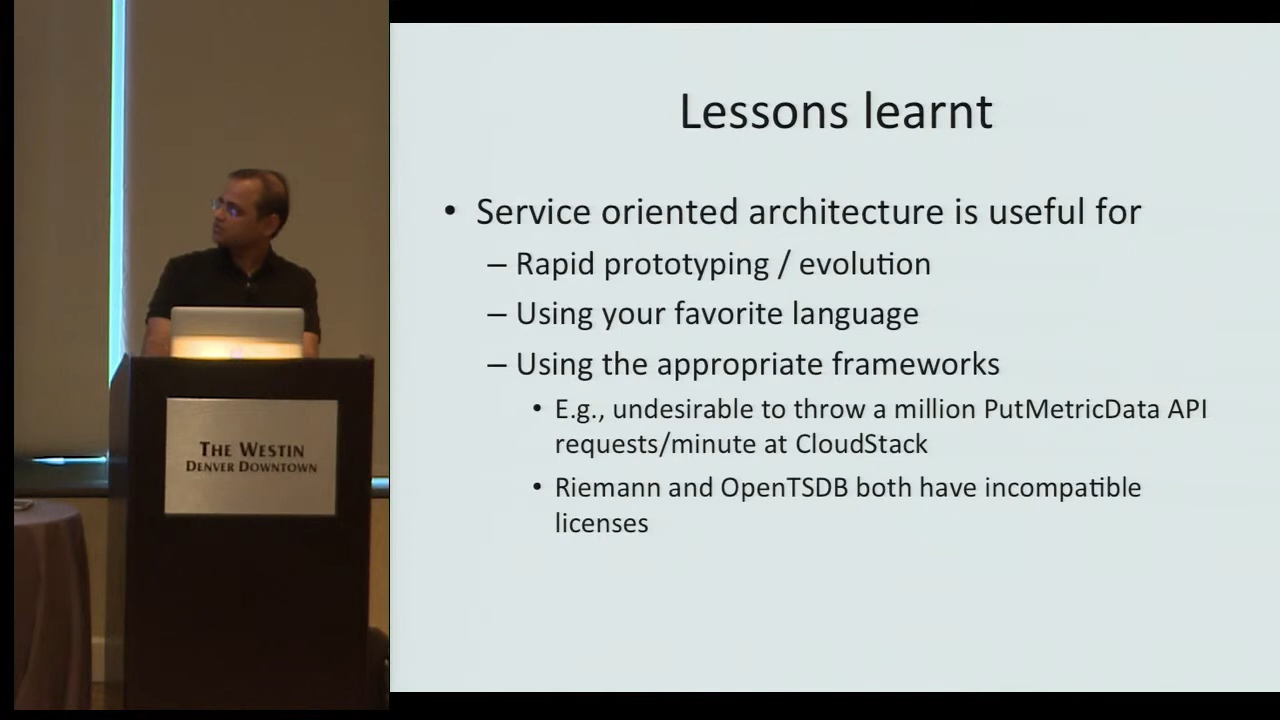 Lessons learnt
• Service oriented architecture is useful for
– Rapid prototyping / evolution
– Using your favorite language
– Using the appropriate frameworks
• E.g., undesirable to throw a million PutMetricData API
requests/minute at CloudStack
• Riemann and OpenTSDB both have incompatible
licenses
THE WESTIN
DENVER DOWNTOWN